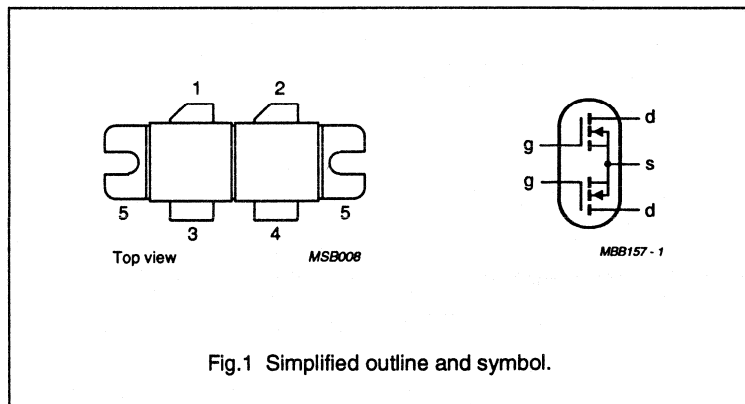 1 2
5 5
3 4
Top view MSB008
d
g
s
g
d
MBB157 - 1
Fig.1 Simplified outline and symbol.